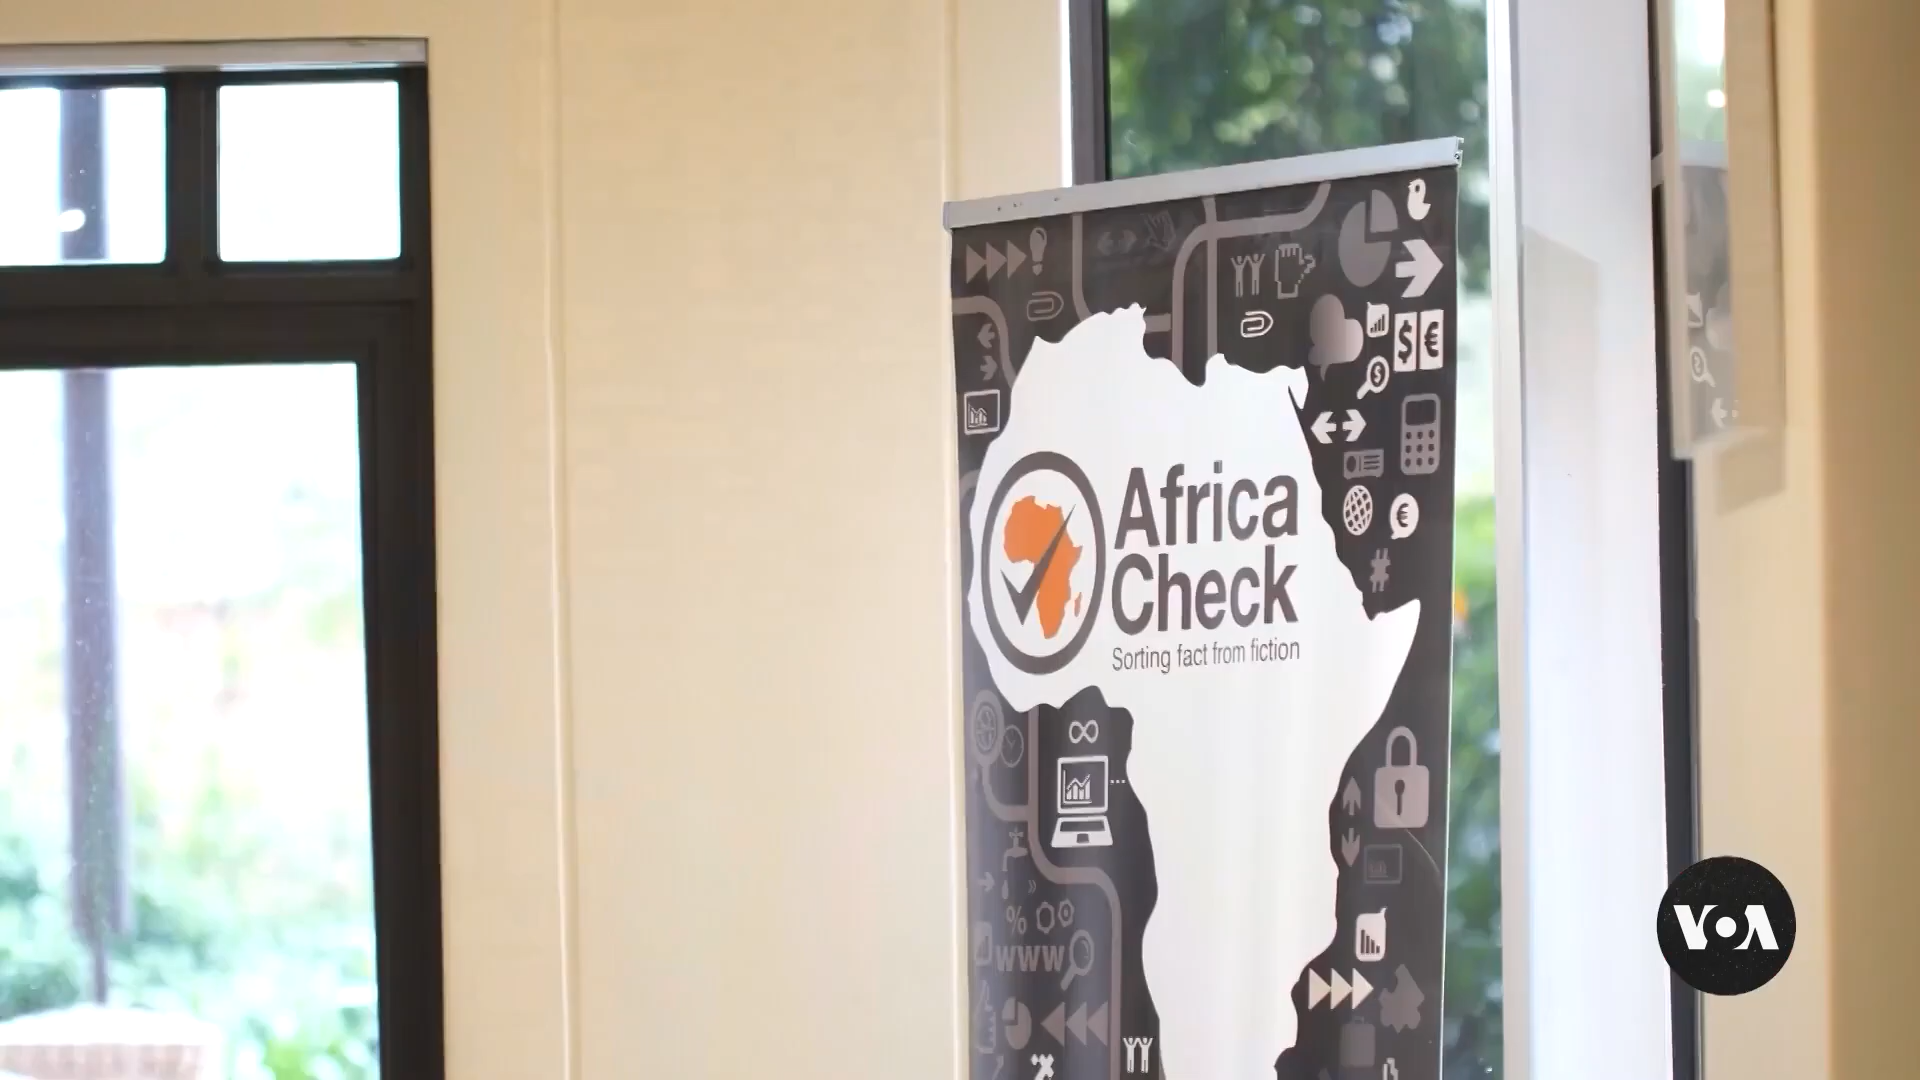 Africa
Check
Sorting fact from fiction
$ €
$
€
#
%
www
VOA